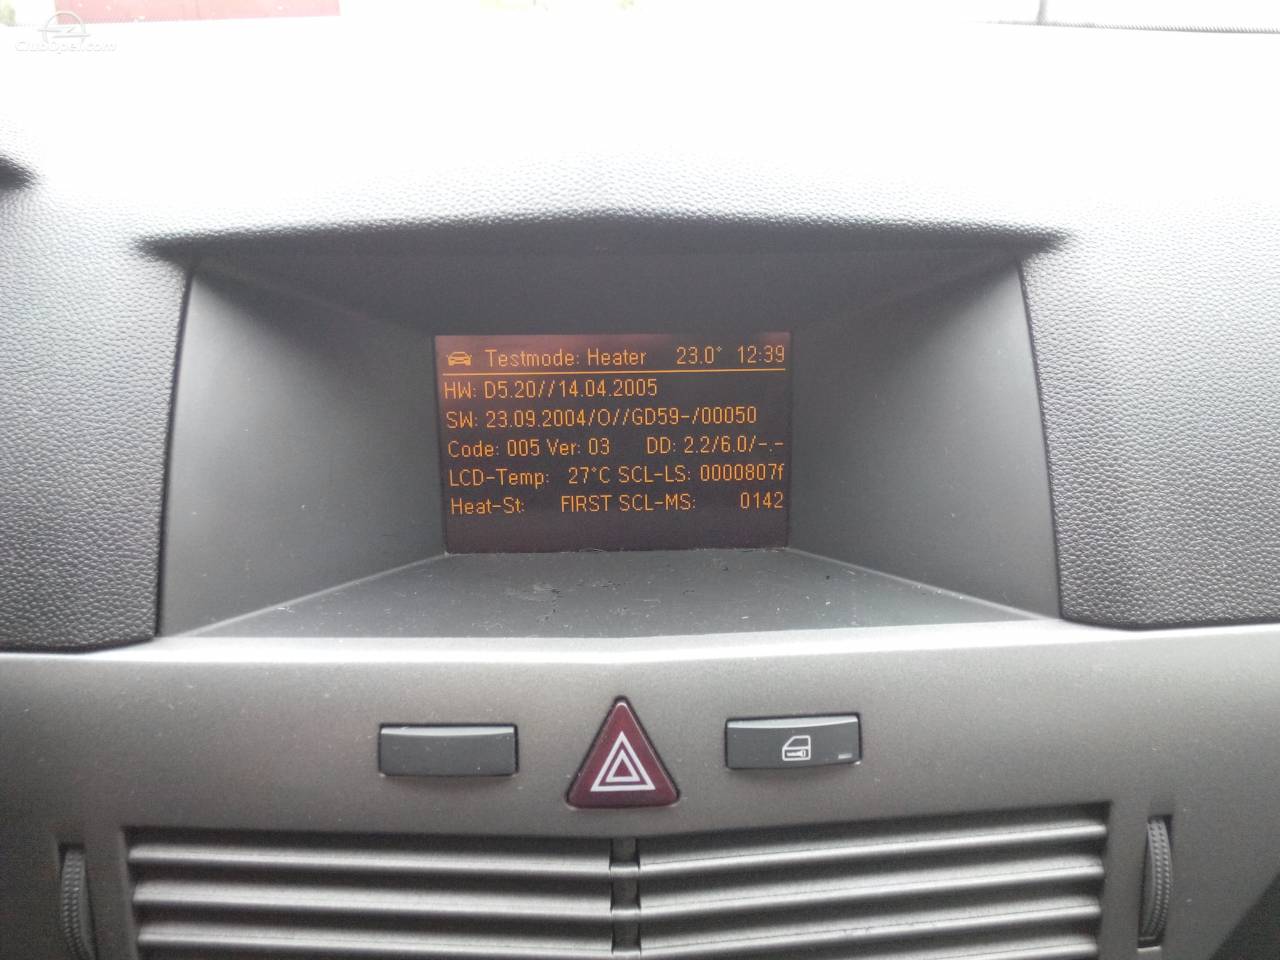 ClubOpel.com
Testmode: Heater 23.0° 12:39
HW: D5.20//14.04.2005
SW: 23.09.2004/O//GD59-/00050
Code: 005 Ver: 03 DD: 2.2/6.0/-.-
LCD-Temp: 27°C SCL-LS: 0000807f
Heat-St: FIRST SCL-MS: 0142